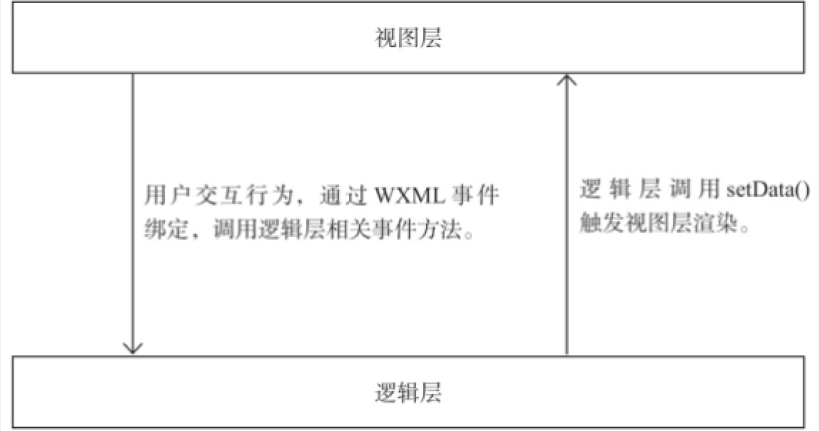 视图层
用户交互行为，通过 WXML 事件
绑定，调用逻辑层相关事件方法。
逻辑层调用 setData()
触发视图层渲染。
逻辑层